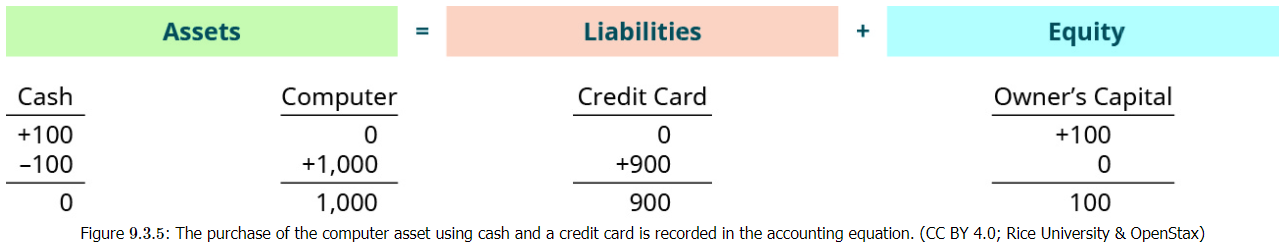 Assets = Liabilities + Equity
Cash Computer Credit Card Owner’s Capital
+100 0 0 +100
–100 +1,000 +900 0
0 1,000 900 100
Figure 9.3.5: The purchase of the computer asset using cash and a credit card is recorded in the accounting equation. (CC BY 4.0; Rice University & OpenStax)